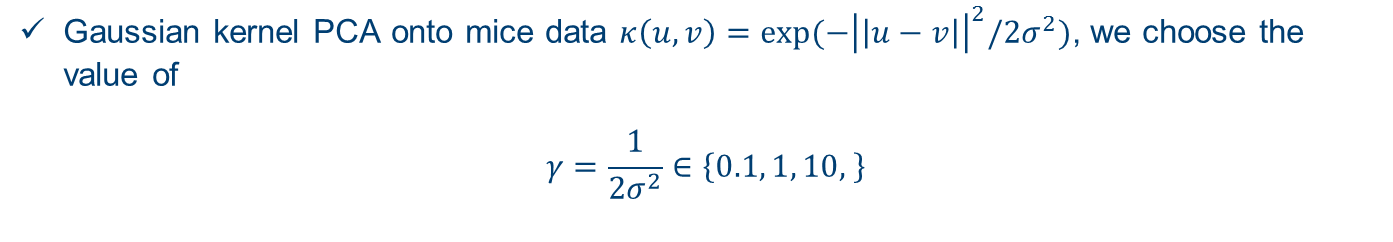 ✓ Gaussian kernel PCA onto mice data κ(u, v) = exp(−||u − v||²/2σ²), we choose the
value of
γ = 1/2σ² ∈ {0.1, 1, 10, }